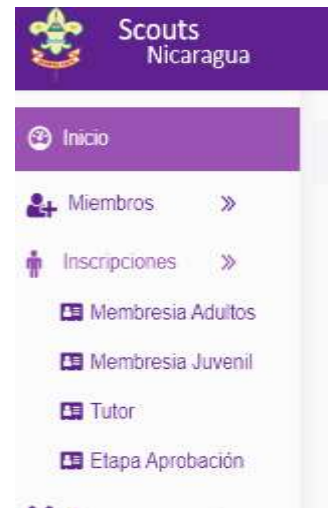 Scouts
Nicaragua
Inicio
Miembros
Inscripciones
Membresia Adultos
Membresia Juvenil
Tutor
Etapa Aprobación